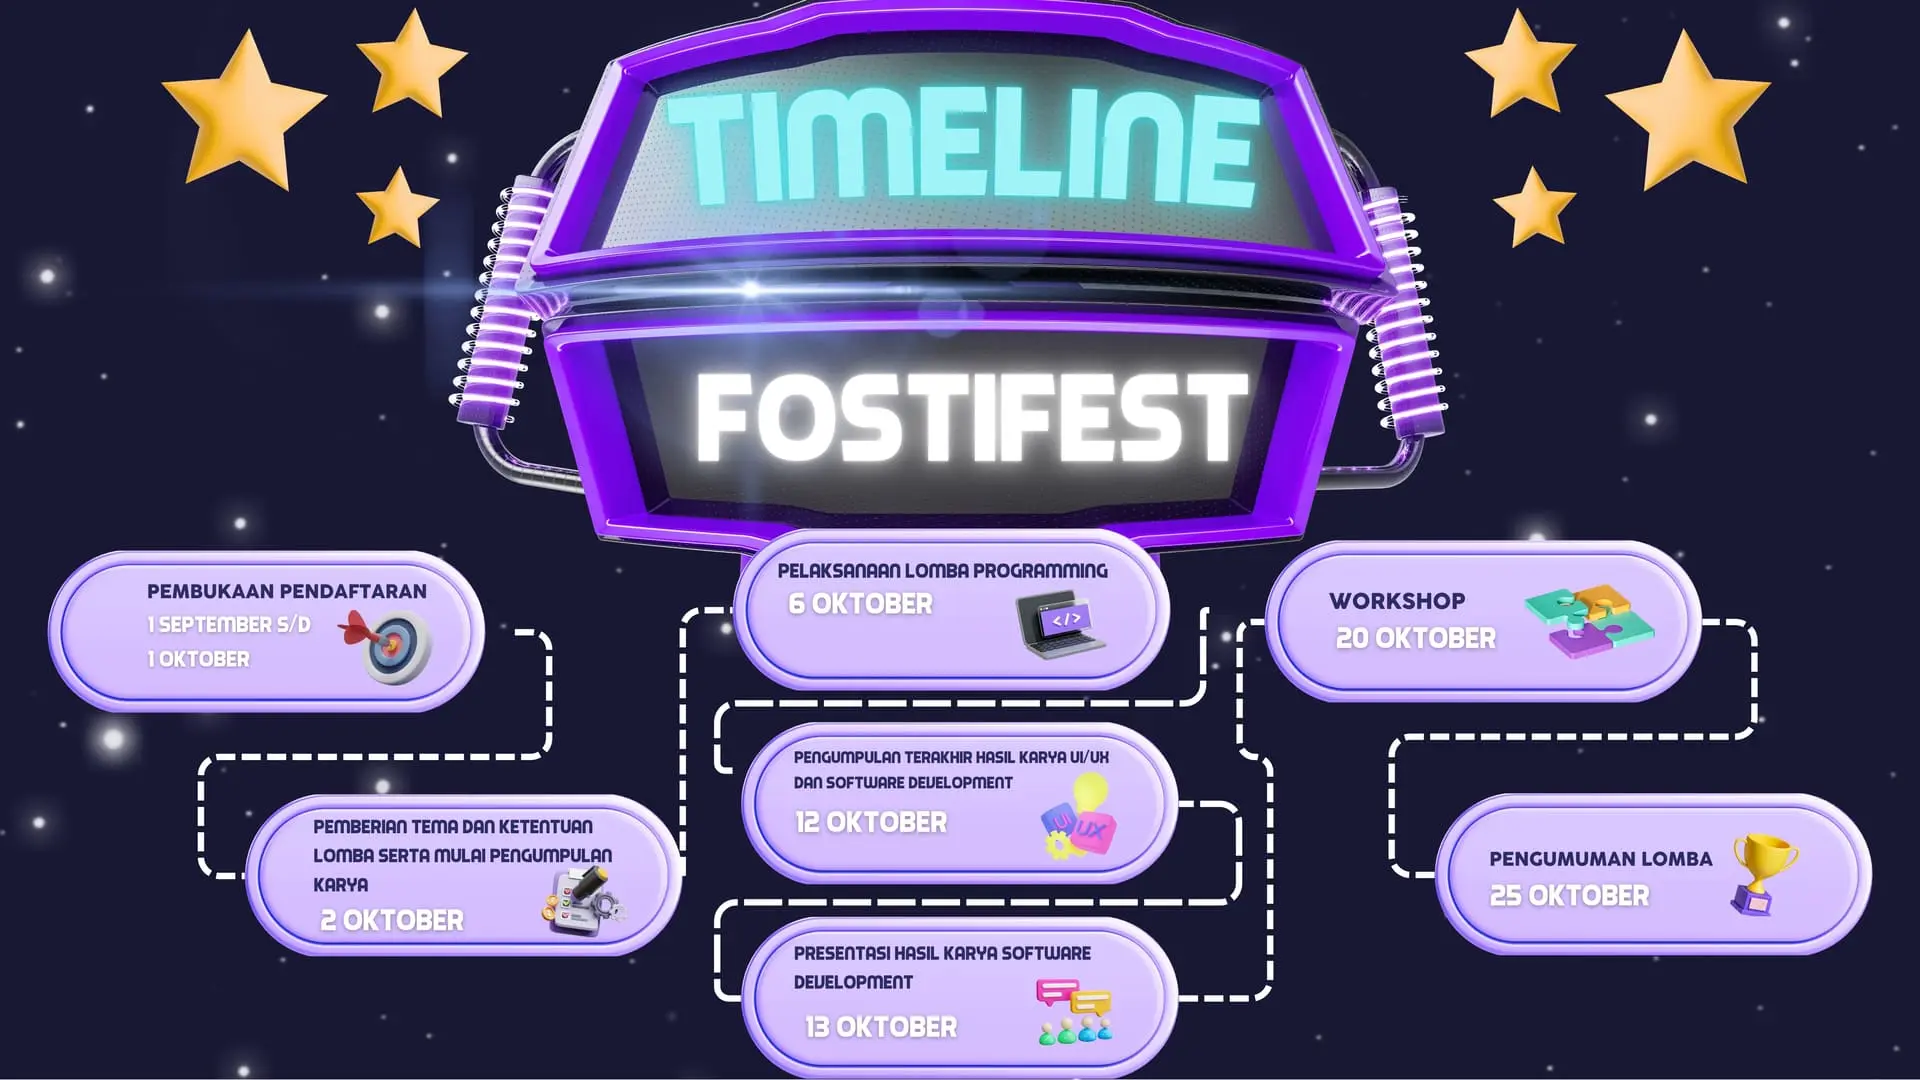 TIMELINE
FOSTIFEST
PEMBUKAAN PENDAFTARAN
1 SEPTEMBER S/D
1 OKTOBER
PEMBERIAN TEMA DAN KETENTUAN
LOMBA SERTA MULAI PENGUMPULAN
KARYA
2 OKTOBER
PELAKSANAAN LOMBA PROGRAMMING
6 OKTOBER
</>
PENGUMPULAN TERAKHIR HASIL KARYA UI/UX
DAN SOFTWARE DEVELOPMENT
12 OKTOBER
UI
UX
PRESENTASI HASIL KARYA SOFTWARE
DEVELOPMENT
13 OKTOBER
WORKSHOP
20 OKTOBER
PENGUMUMAN LOMBA
25 OKTOBER